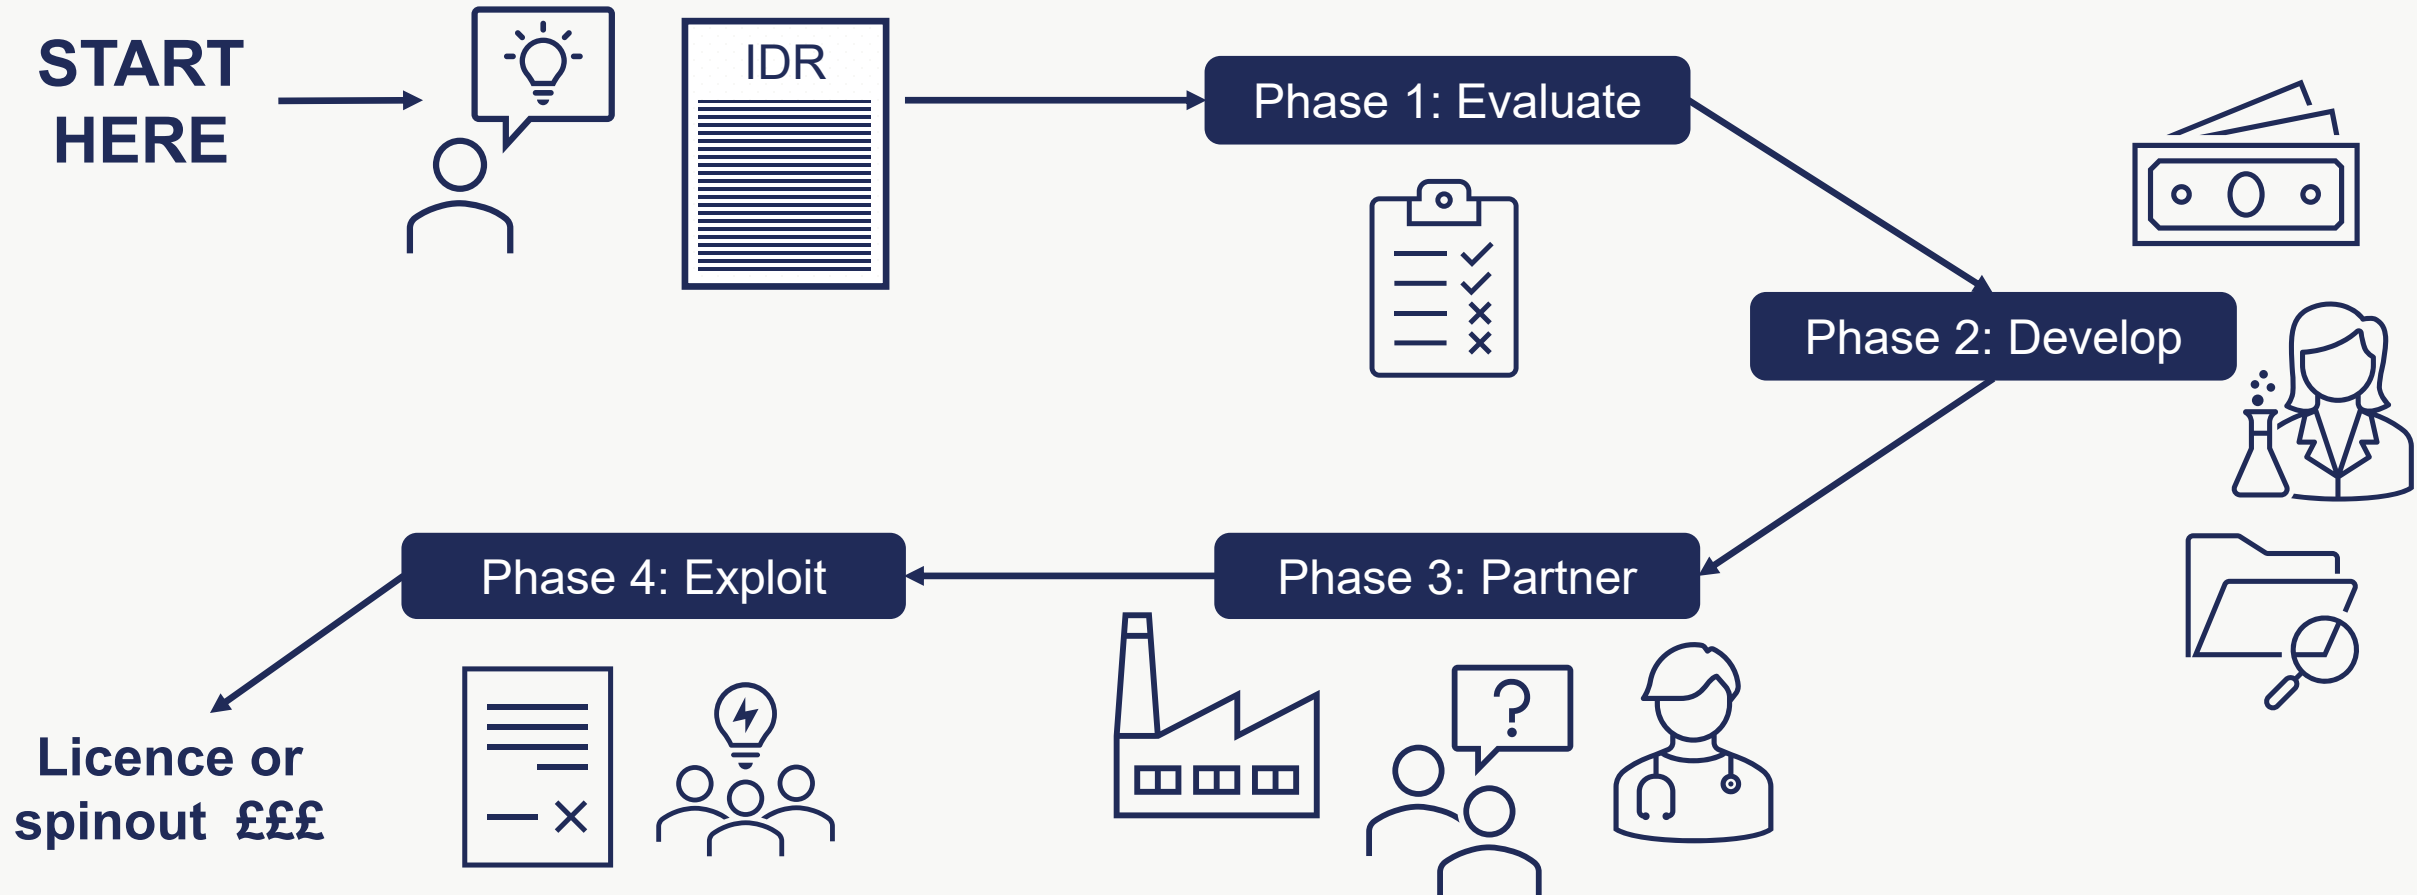 START
HERE
IDR
Phase 1: Evaluate
Phase 2: Develop
Phase 3: Partner
Phase 4: Exploit
Licence or
spinout £££
?